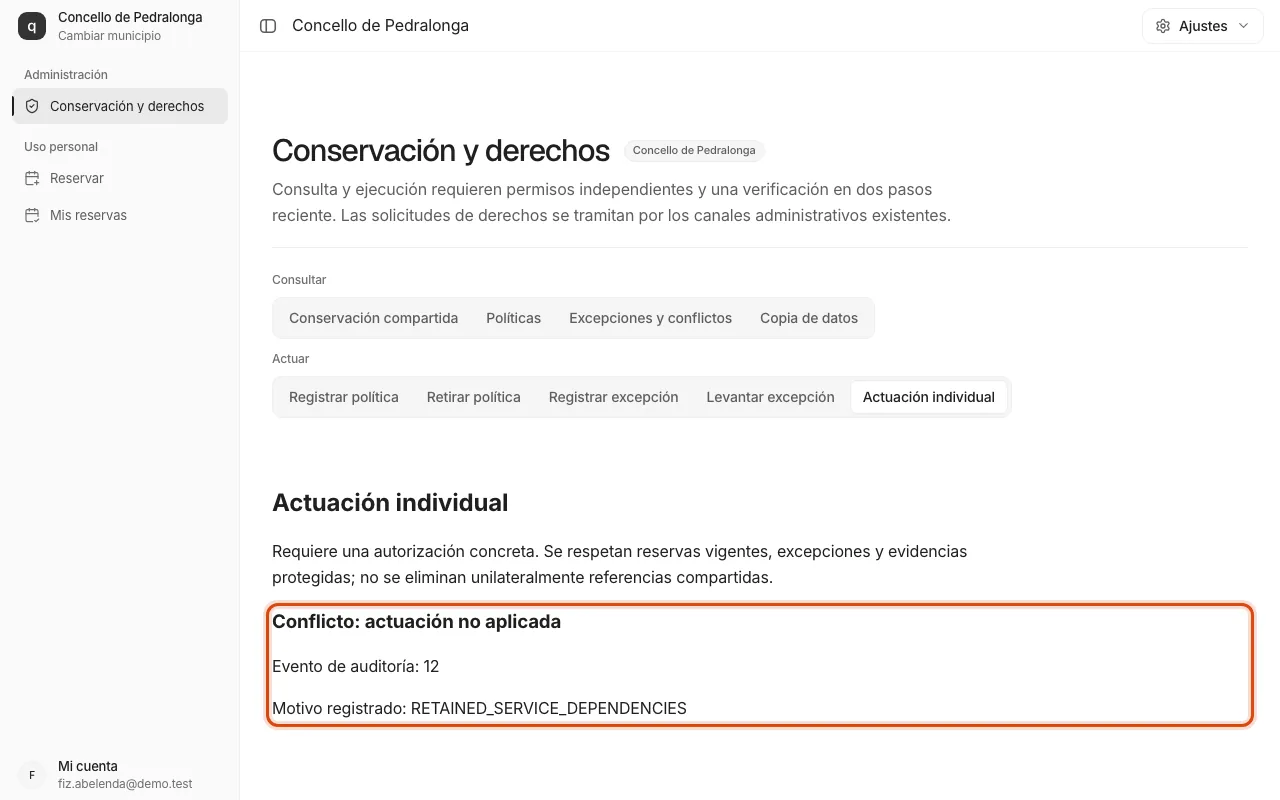 q
Concello de Pedralonga
Cambiar municipio
Administración
Conservación y derechos
Uso personal
Reservar
Mis reservas
F
Mi cuenta
fiz.abelenda@demo.test
Concello de Pedralonga
Ajustes
Conservación y derechos
Concello de Pedralonga
Consulta y ejecución requieren permisos independientes y una verificación en dos pasos
reciente. Las solicitudes de derechos se tramitan por los canales administrativos existentes.
Consultar
Conservación compartida Políticas Excepciones y conflictos Copia de datos
Actuar
Registrar política Retirar política Registrar excepción Levantar excepción Actuación individual
Actuación individual
Requiere una autorización concreta. Se respetan reservas vigentes, excepciones y evidencias
protegidas; no se eliminan unilateralmente referencias compartidas.
Conflicto: actuación no aplicada
Evento de auditoría: 12
Motivo registrado: RETAINED_SERVICE_DEPENDENCIES